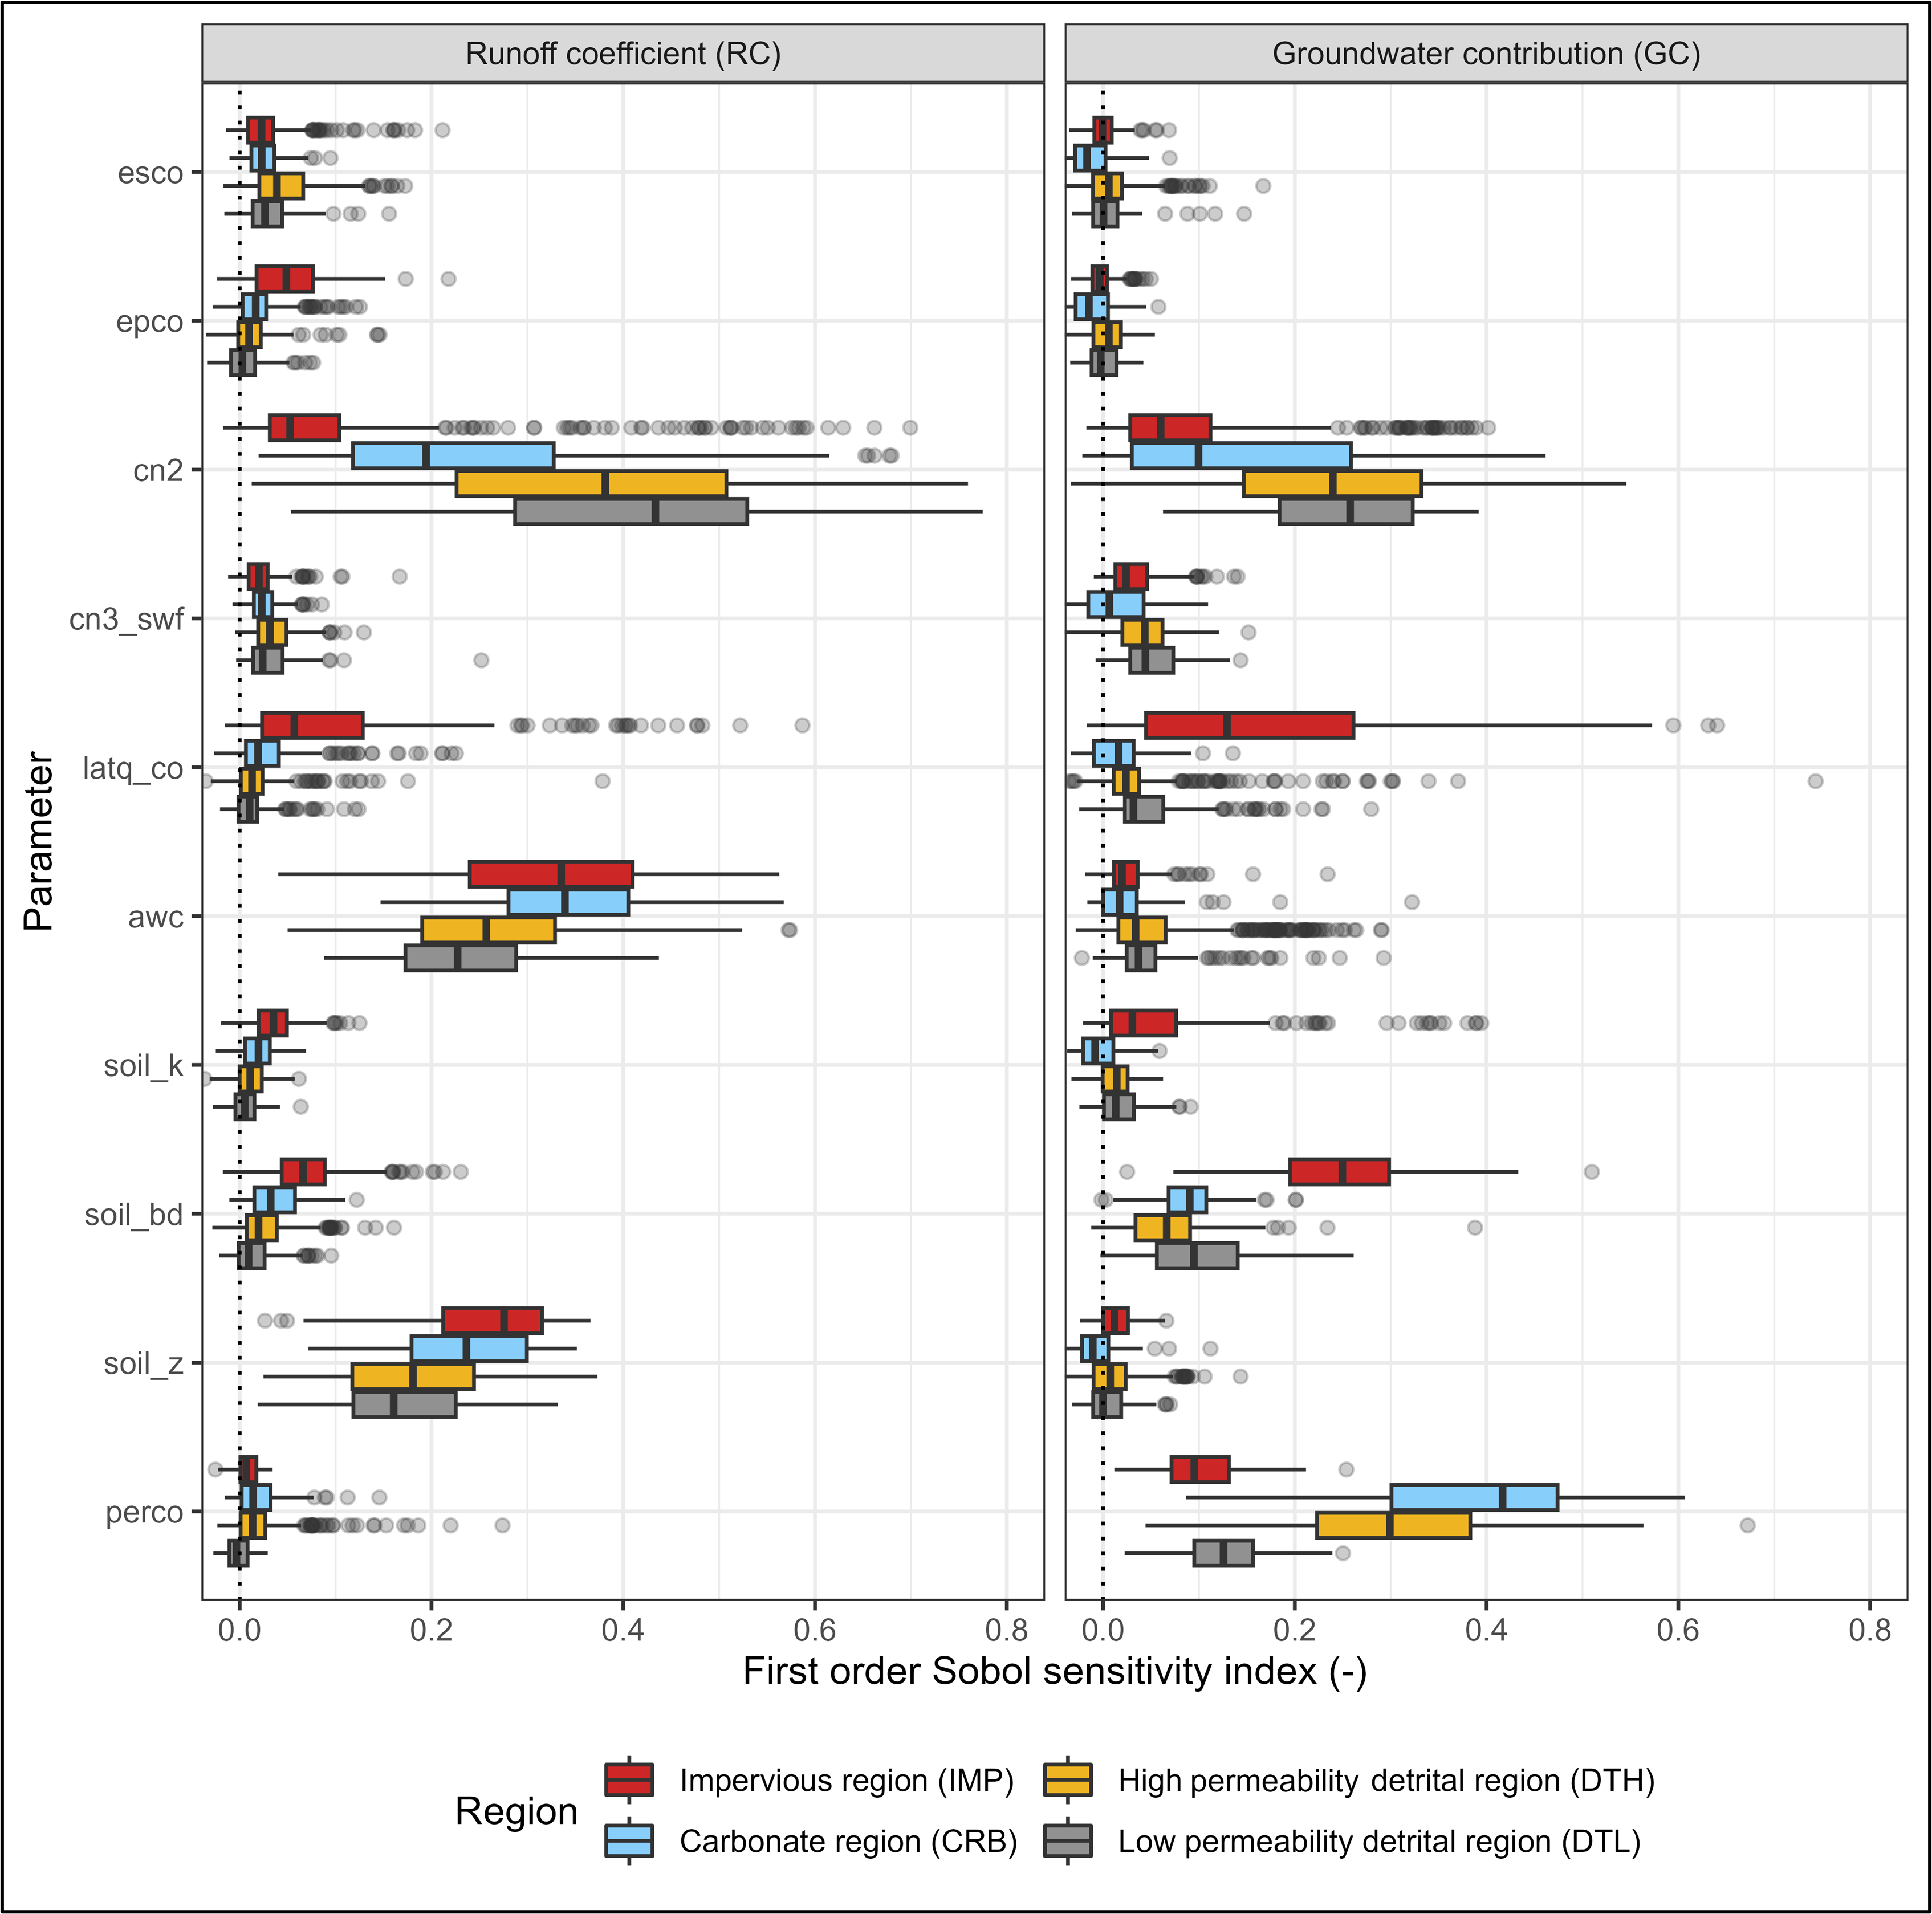 Runoff coefficient (RC)
Groundwater contribution (GC)
Parameter
esco
epco
cn2
cn3_swf
latq_co
awc
soil_k
soil_bd
soil_z
perco
0.0 0.2 0.4 0.6 0.8
0.0 0.2 0.4 0.6 0.8
First order Sobol sensitivity index (-)
Region
Impervious region (IMP)
High permeability detrital region (DTH)
Carbonate region (CRB)
Low permeability detrital region (DTL)